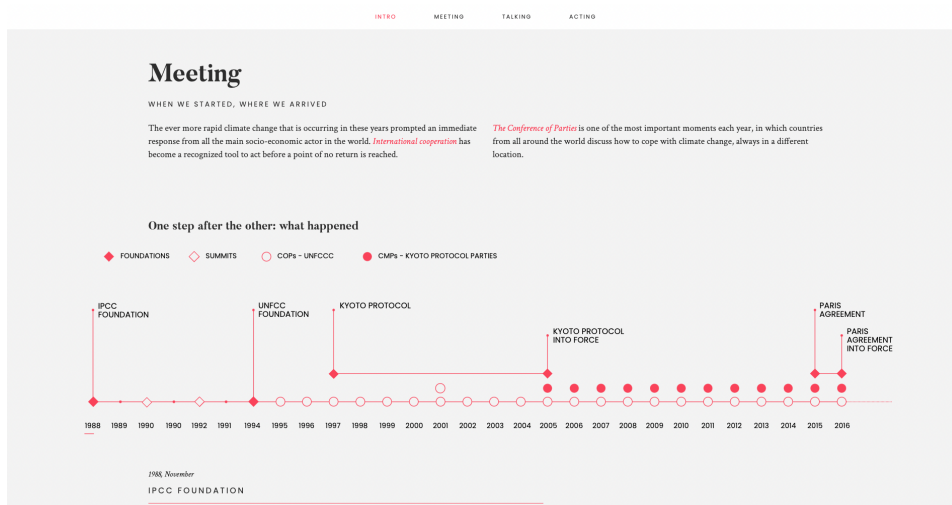 INTRO MEETING TALKING ACTING
Meeting
WHEN WE STARTED, WHERE WE ARRIVED
The ever more rapid climate change that is occurring in these years prompted an immediate
response from all the main socio-economic actor in the world. International cooperation has
become a recognized tool to act before a point of no return is reached.
The Conference of Parties is one of the most important moments each year, in which countries
from all around the world discuss how to cope with climate change, always in a different
location.
One step after the other: what happened
FOUNDATIONS SUMMITS COPs - UNFCCC CMPs - KYOTO PROTOCOL PARTIES
IPCC
FOUNDATION
UNFCC
FOUNDATION
KYOTO PROTOCOL
KYOTO PROTOCOL
INTO FORCE
PARIS
AGREEMENT
PARIS
AGREEMENT
INTO FORCE
1988 1989 1990 1990 1992 1991 1994 1995 1996 1997 1998 1999 2000 2001 2002 2003 2004 2005 2006 2007 2008 2009 2010 2011 2012 2013 2014 2015 2016
1988, November
IPCC FOUNDATION